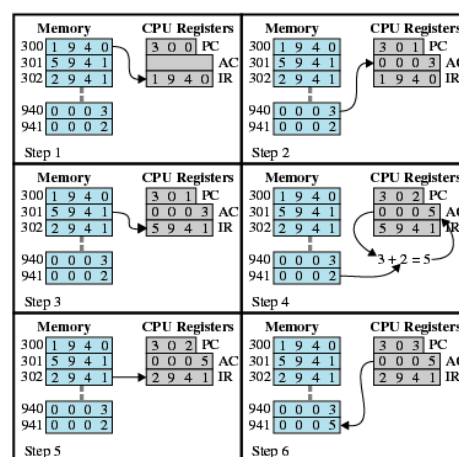 Memory CPU Registers
300 1 9 4 0 3 0 0 PC
301 5 9 4 1 AC
302 2 9 4 1 1 9 4 0 IR
940 0 0 0 3
941 0 0 0 2
Step 1
Memory CPU Registers
300 1 9 4 0 3 0 1 PC
301 5 9 4 1 0 0 0 3 AC
302 2 9 4 1 1 9 4 0 IR
940 0 0 0 3
941 0 0 0 2
Step 2
Memory CPU Registers
300 1 9 4 0 3 0 1 PC
301 5 9 4 1 0 0 0 3 AC
302 2 9 4 1 5 9 4 1 IR
940 0 0 0 3
941 0 0 0 2
Step 3
Memory CPU Registers
300 1 9 4 0 3 0 2 PC
301 5 9 4 1 0 0 0 5 AC
302 2 9 4 1 5 9 4 1 IR
940 0 0 0 3 3 + 2 = 5
941 0 0 0 2
Step 4
Memory CPU Registers
300 1 9 4 0 3 0 2 PC
301 5 9 4 1 0 0 0 5 AC
302 2 9 4 1 2 9 4 1 IR
940 0 0 0 3
941 0 0 0 2
Step 5
Memory CPU Registers
300 1 9 4 0 3 0 3 PC
301 5 9 4 1 0 0 0 5 AC
302 2 9 4 1 2 9 4 1 IR
940 0 0 0 3
941 0 0 0 5
Step 6